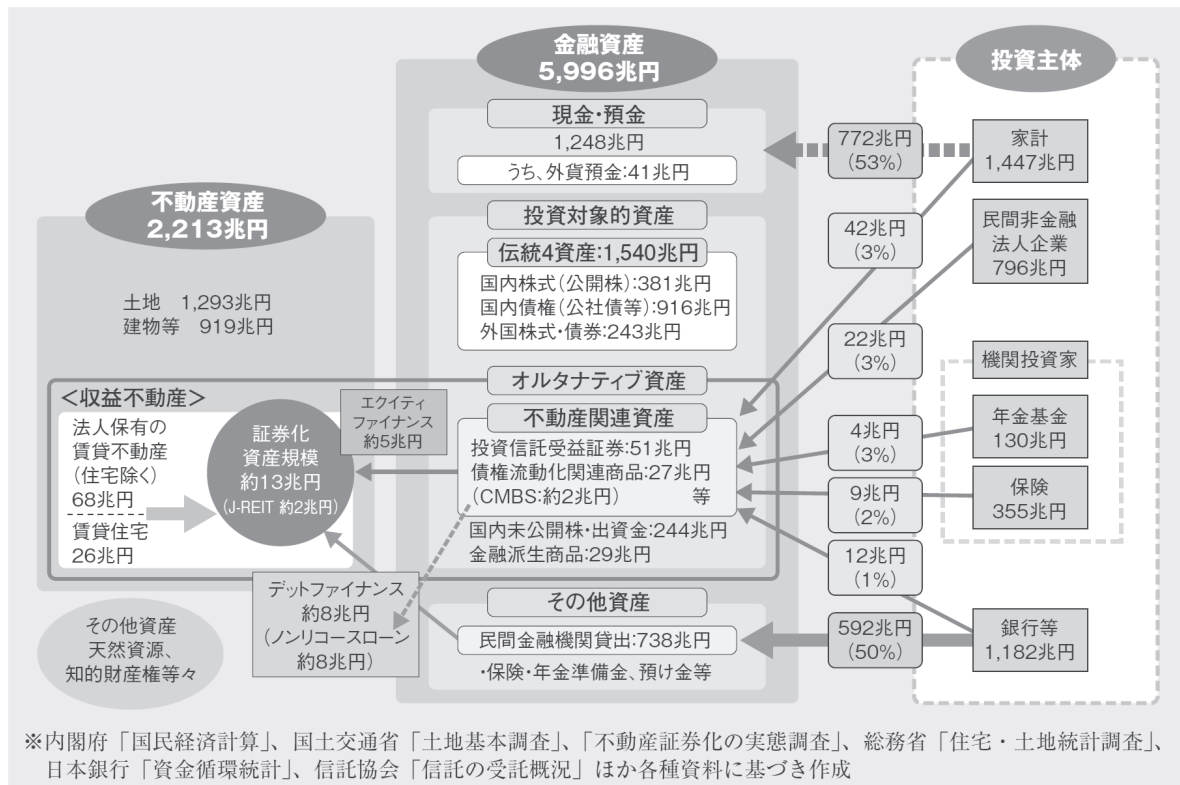 金融資産
5,996兆円
現金・預金
1,248兆円
うち、外貨預金:41兆円
投資対象的資産
伝統4資産:1,540兆円
国内株式(公開株):381兆円
国内債権(公社債等):916兆円
外国株式・債券:243兆円
オルタナティブ資産
不動産関連資産
投資信託受益証券:51兆円
債権流動化関連商品:27兆円
(CMBS:約2兆円) 等
国内未公開株・出資金:244兆円
金融派生商品:29兆円
その他資産
民間金融機関貸出:738兆円
・保険・年金準備金、預け金等
不動産資産
2,213兆円
土地 1,293兆円
建物等 919兆円
<収益不動産>
法人保有の
賃貸不動産
(住宅除く)
68兆円
賃貸住宅
26兆円
証券化
資産規模
約13兆円
(J-REIT 約2兆円)
エクイティ
ファイナンス
約5兆円
デットファイナンス
約8兆円
(ノンリコースローン
約8兆円)
その他資産
天然資源、
知的財産権等々
772兆円
(53%)
42兆円
(3%)
22兆円
(3%)
4兆円
(3%)
9兆円
(2%)
12兆円
(1%)
592兆円
(50%)
投資主体
家計
1,447兆円
民間非金融
法人企業
796兆円
機関投資家
年金基金
130兆円
保険
355兆円
銀行等
1,182兆円
※内閣府「国民経済計算」、国土交通省「土地基本調査」、「不動産証券化の実態調査」、総務省「住宅・土地統計調査」、
日本銀行「資金循環統計」、信託協会「信託の受託概況」ほか各種資料に基づき作成